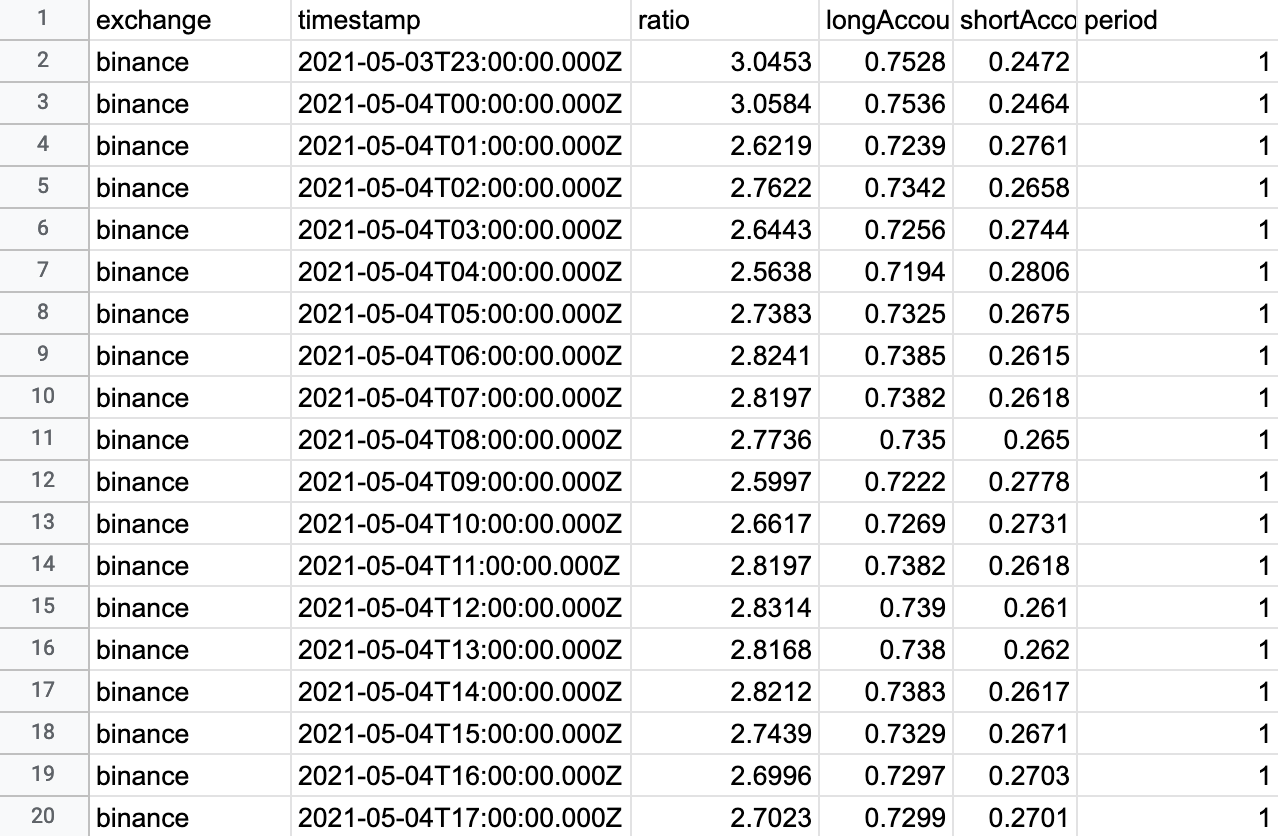 1 exchange timestamp ratio longAccou shortAcco period
2 binance 2021-05-03T23:00:00.000Z 3.0453 0.7528 0.2472 1
3 binance 2021-05-04T00:00:00.000Z 3.0584 0.7536 0.2464 1
4 binance 2021-05-04T01:00:00.000Z 2.6219 0.7239 0.2761 1
5 binance 2021-05-04T02:00:00.000Z 2.7622 0.7342 0.2658 1
6 binance 2021-05-04T03:00:00.000Z 2.6443 0.7256 0.2744 1
7 binance 2021-05-04T04:00:00.000Z 2.5638 0.7194 0.2806 1
8 binance 2021-05-04T05:00:00.000Z 2.7383 0.7325 0.2675 1
9 binance 2021-05-04T06:00:00.000Z 2.8241 0.7385 0.2615 1
10 binance 2021-05-04T07:00:00.000Z 2.8197 0.7382 0.2618 1
11 binance 2021-05-04T08:00:00.000Z 2.7736 0.735 0.265 1
12 binance 2021-05-04T09:00:00.000Z 2.5997 0.7222 0.2778 1
13 binance 2021-05-04T10:00:00.000Z 2.6617 0.7269 0.2731 1
14 binance 2021-05-04T11:00:00.000Z 2.8197 0.7382 0.2618 1
15 binance 2021-05-04T12:00:00.000Z 2.8314 0.739 0.261 1
16 binance 2021-05-04T13:00:00.000Z 2.8168 0.738 0.262 1
17 binance 2021-05-04T14:00:00.000Z 2.8212 0.7383 0.2617 1
18 binance 2021-05-04T15:00:00.000Z 2.7439 0.7329 0.2671 1
19 binance 2021-05-04T16:00:00.000Z 2.6996 0.7297 0.2703 1
20 binance 2021-05-04T17:00:00.000Z 2.7023 0.7299 0.2701 1